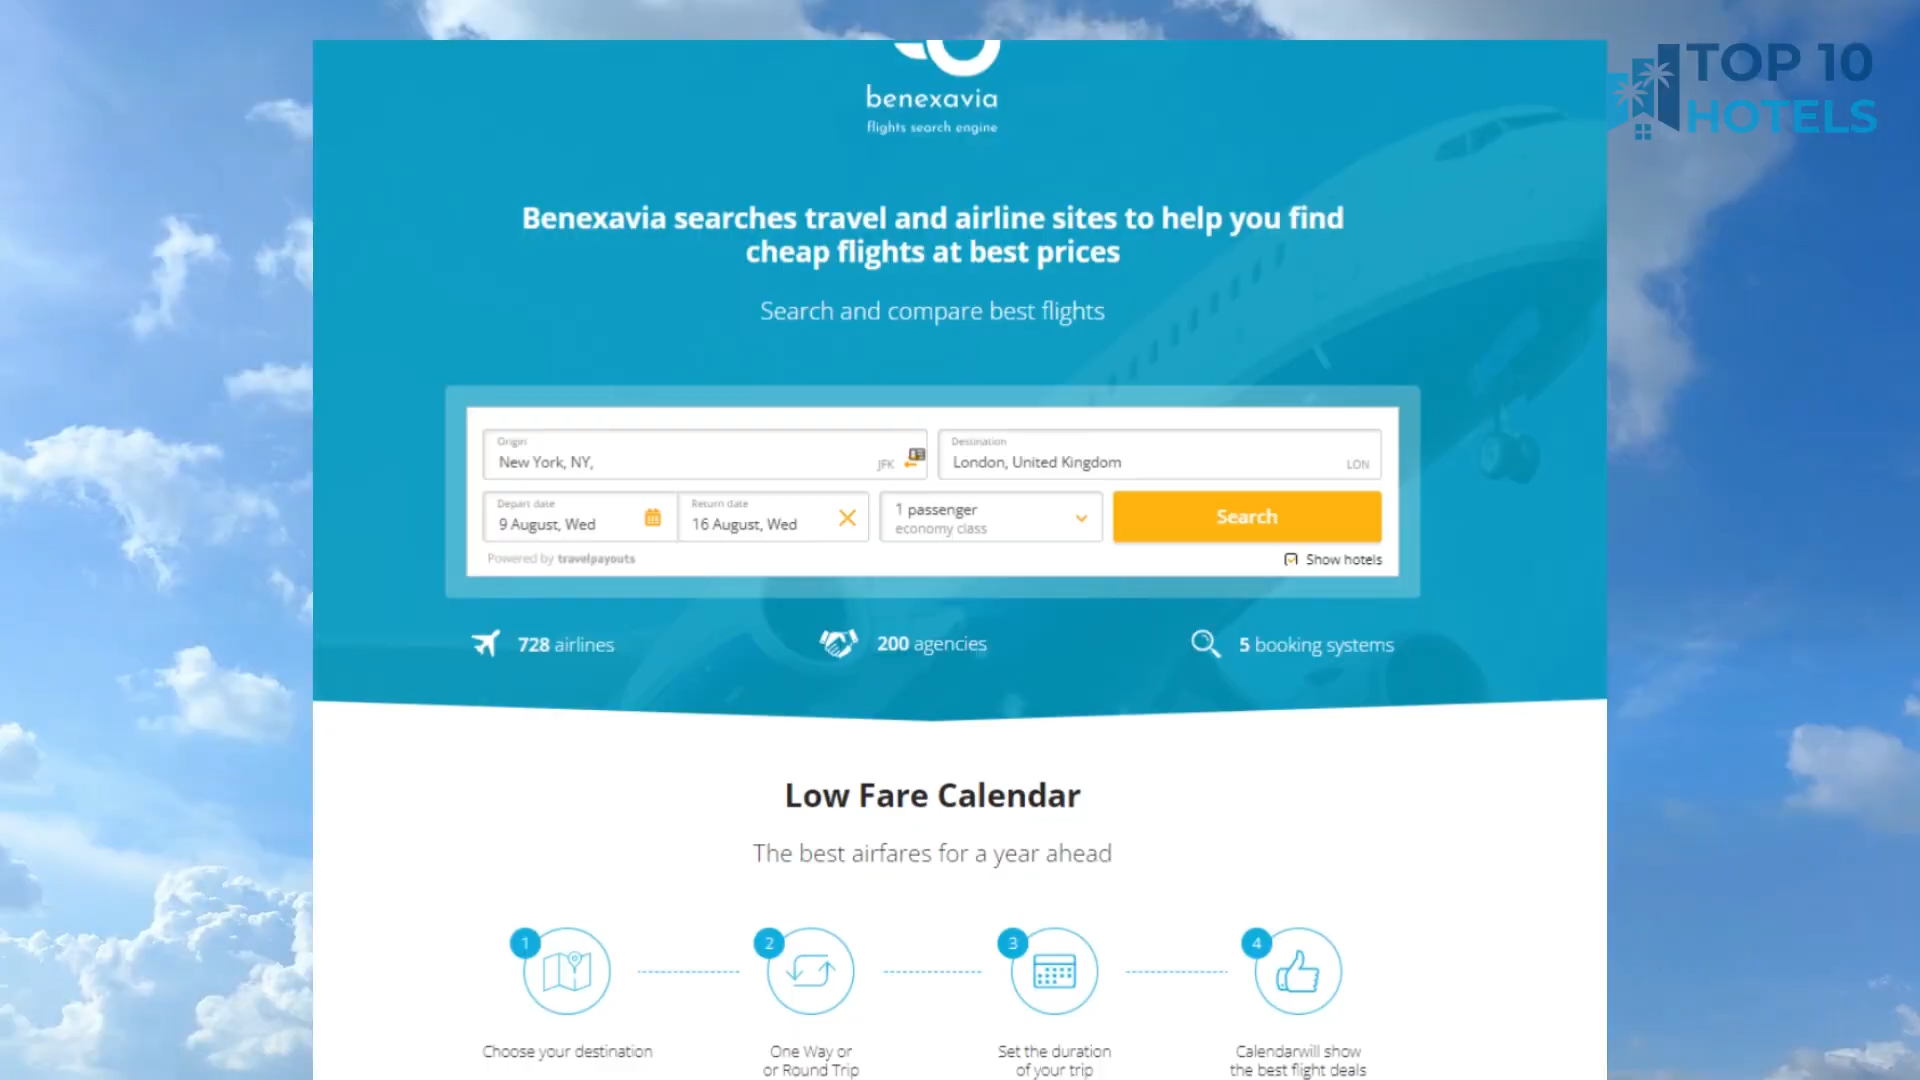 TOP 10
HOTELS
benexavia
flights search engine
Benexavia searches travel and airline sites to help you find
cheap flights at best prices
Search and compare best flights
Origin
New York, NY,
JFK
Destination
London, United Kingdom
LON
Depart date
9 August, Wed
Return date
16 August, Wed
1 passenger
economy class
Search
Powered by travelpayouts
Show hotels
728 airlines
200 agencies
5 booking systems
Low Fare Calendar
The best airfares for a year ahead
1
2
3
4
Choose your destination
One Way or
or Round Trip
Set the duration
of your trip
Calendarwill show
the best flight deals